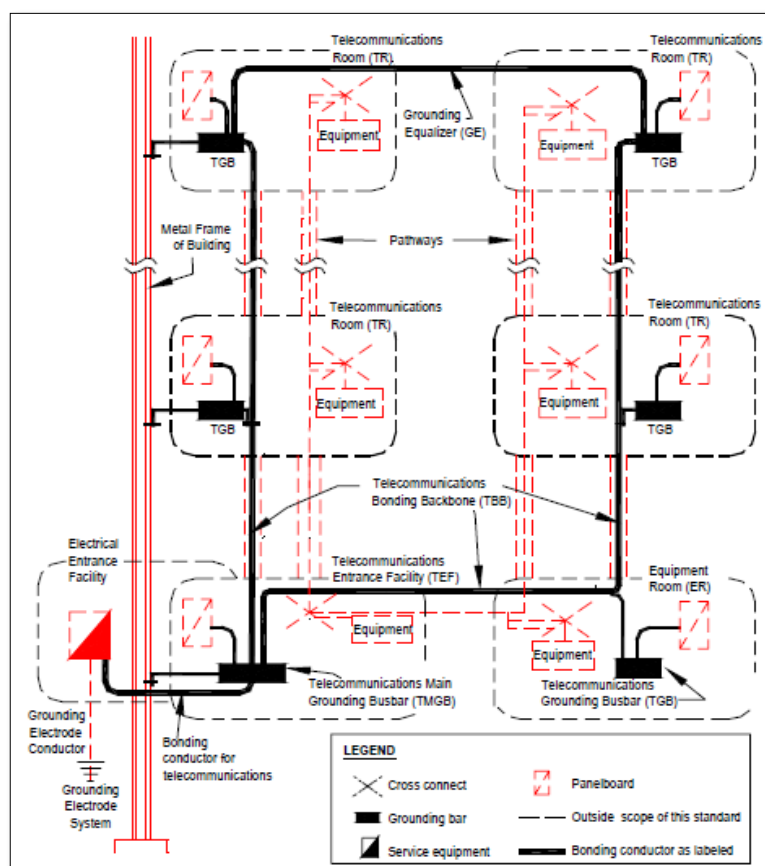 Telecommunications
Room (TR)
Telecommunications
Room (TR)
Grounding
Equalizer (GE)
Equipment
Equipment
TGB
TGB
Metal Frame
of Building
Pathways
Telecommunications
Room (TR)
Telecommunications
Room (TR)
Equipment
Equipment
TGB
TGB
Telecommunications
Bonding Backbone (TBB)
Electrical
Entrance
Facility
Telecommunications
Entrance Facility (TEF)
Equipment
Room (ER)
Equipment
Equipment
Telecommunications Main
Grounding Busbar (TMGB)
Telecommunications
Grounding Busbar (TGB)
Grounding
Electrode
Conductor
Bonding
conductor for
telecommunications
Grounding
Electrode
System
LEGEND
Cross connect
Panelboard
Grounding bar
Outside scope of this standard
Service equipment
Bonding conductor as labeled